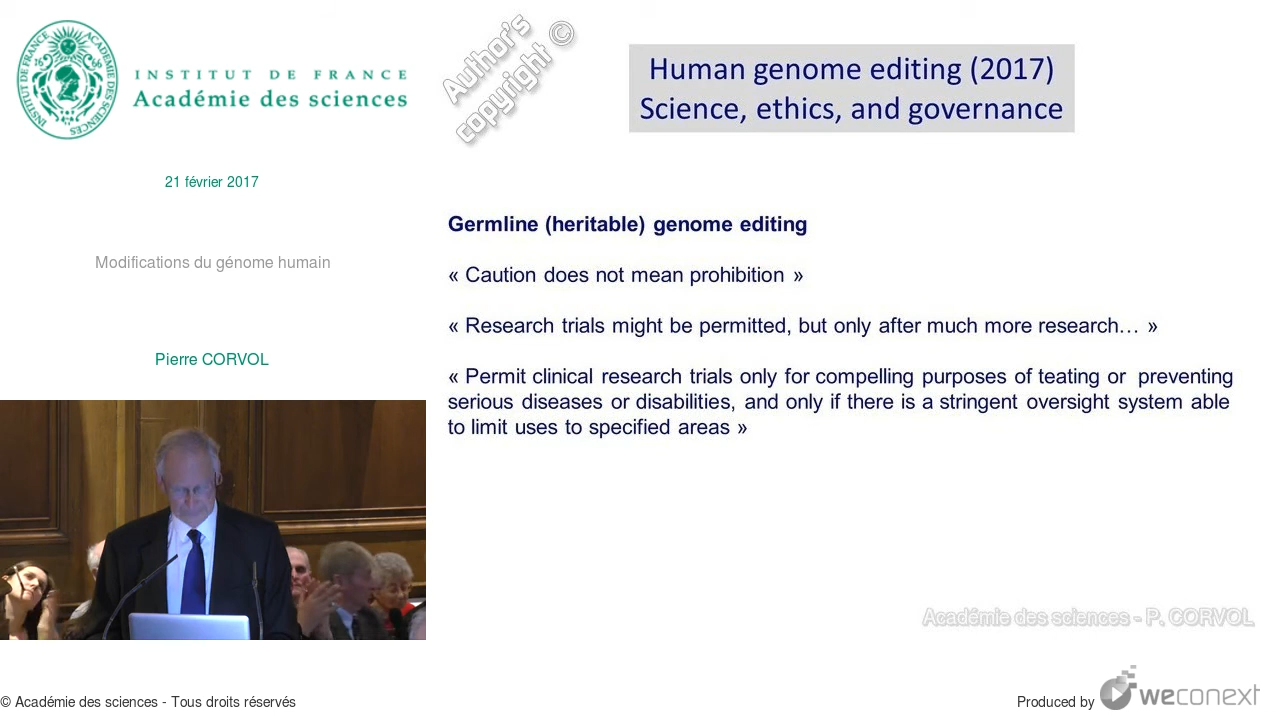 INSTITUT DE FRANCE
Académie des sciences
Author's
copyright ©
Human genome editing (2017)
Science, ethics, and governance
21 février 2017
Modifications du génome humain
Pierre CORVOL
Germline (heritable) genome editing
« Caution does not mean prohibition »
« Research trials might be permitted, but only after much more research… »
« Permit clinical research trials only for compelling purposes of teating or preventing
serious diseases or disabilities, and only if there is a stringent oversight system able
to limit uses to specified areas »
Académie des sciences - P. CORVOL
© Académie des sciences - Tous droits réservés
Produced by weconext